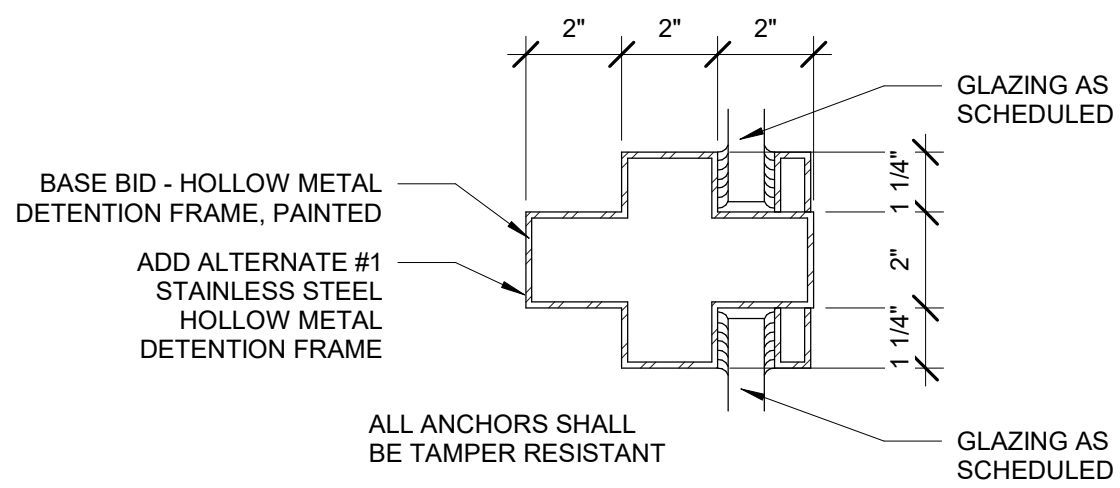 2" 2" 2"
GLAZING AS
SCHEDULED
BASE BID - HOLLOW METAL
DETENTION FRAME, PAINTED
ADD ALTERNATE #1
STAINLESS STEEL
HOLLOW METAL
DETENTION FRAME
1 1/4"
2"
1 1/4"
ALL ANCHORS SHALL
BE TAMPER RESISTANT
GLAZING AS
SCHEDULED